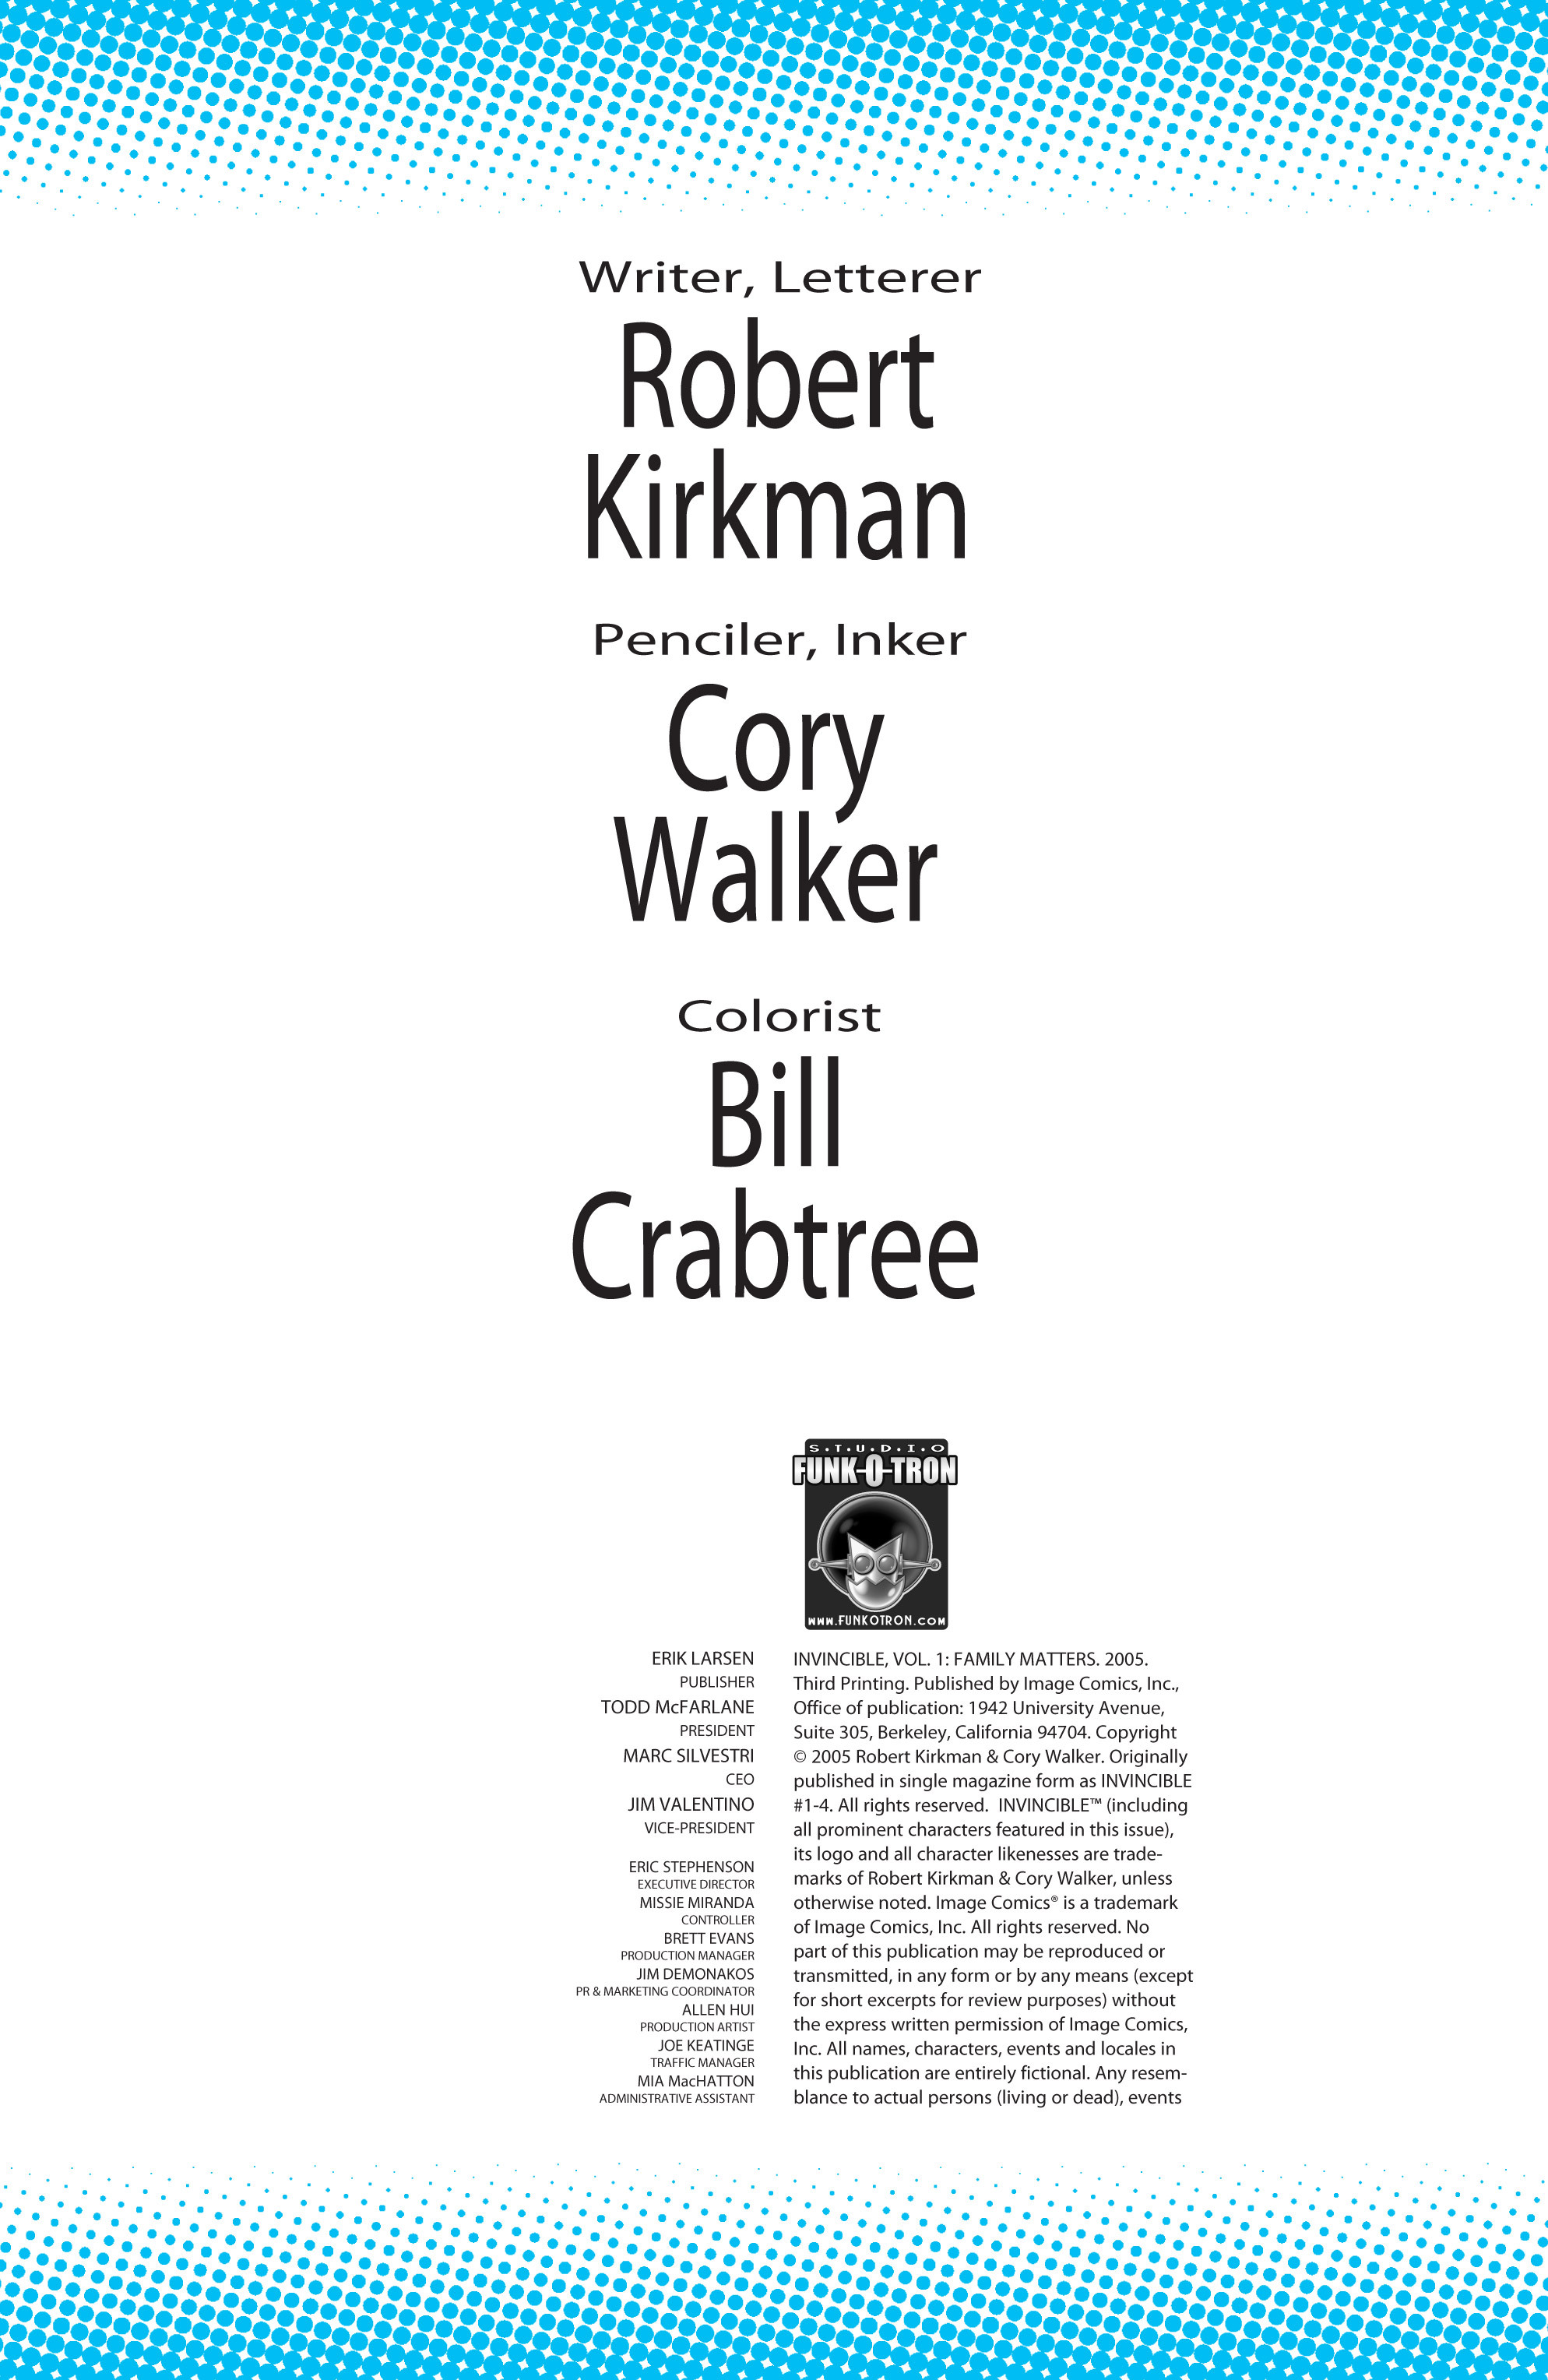 Writer, Letterer
Robert
Kirkman
Penciler, Inker
Cory
Walker
Colorist
Bill
Crabtree
S•T•U•D•I•O
FUNK-O-TRON
WWW.FUNKOTRON.COM
ERIK LARSEN
PUBLISHER
TODD McFARLANE
PRESIDENT
MARC SILVESTRI
CEO
JIM VALENTINO
VICE-PRESIDENT
ERIC STEPHENSON
EXECUTIVE DIRECTOR
MISSIE MIRANDA
CONTROLLER
BRETT EVANS
PRODUCTION MANAGER
JIM DEMONAKOS
PR & MARKETING COORDINATOR
ALLEN HUI
PRODUCTION ARTIST
JOE KEATINGE
TRAFFIC MANAGER
MIA MacHATTON
ADMINISTRATIVE ASSISTANT
INVINCIBLE, VOL. 1: FAMILY MATTERS. 2005.
Third Printing. Published by Image Comics, Inc.,
Office of publication: 1942 University Avenue,
Suite 305, Berkeley, California 94704. Copyright
© 2005 Robert Kirkman & Cory Walker. Originally
published in single magazine form as INVINCIBLE
#1-4. All rights reserved.  INVINCIBLE™ (including
all prominent characters featured in this issue),
its logo and all character likenesses are trade-
marks of Robert Kirkman & Cory Walker, unless
otherwise noted. Image Comics® is a trademark
of Image Comics, Inc. All rights reserved. No
part of this publication may be reproduced or
transmitted, in any form or by any means (except
for short excerpts for review purposes) without
the express written permission of Image Comics,
Inc. All names, characters, events and locales in
this publication are entirely fictional. Any resem-
blance to actual persons (living or dead), events